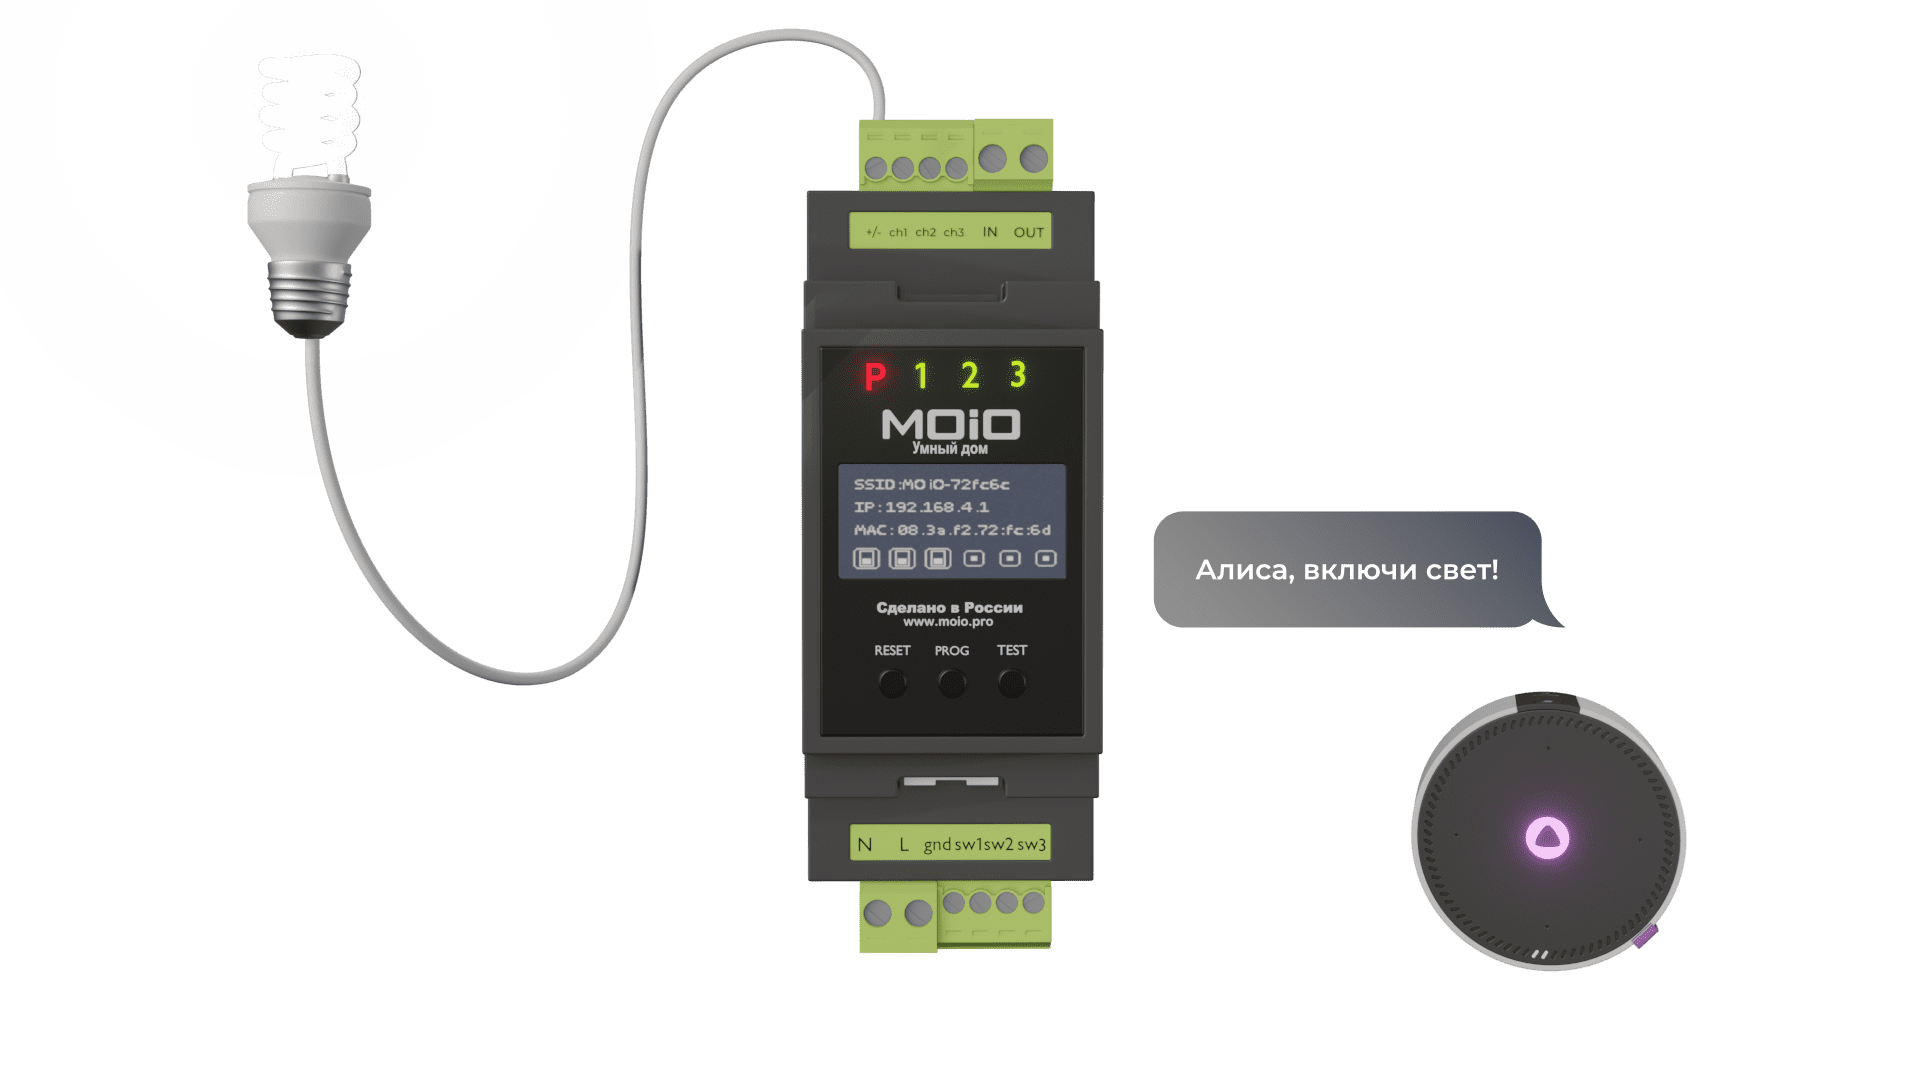 +/- ch1 ch2 ch3 IN OUT
P 1 2 3
MOiO
Умный дом
SSID:MOiO-72fc6c
IP:192.168.4.1
MAC:08.3a.f2.72:fc:6d
Сделано в России
www.moio.pro
RESET PROG TEST
N L gnd sw1 sw2 sw3
Алиса, включи свет!